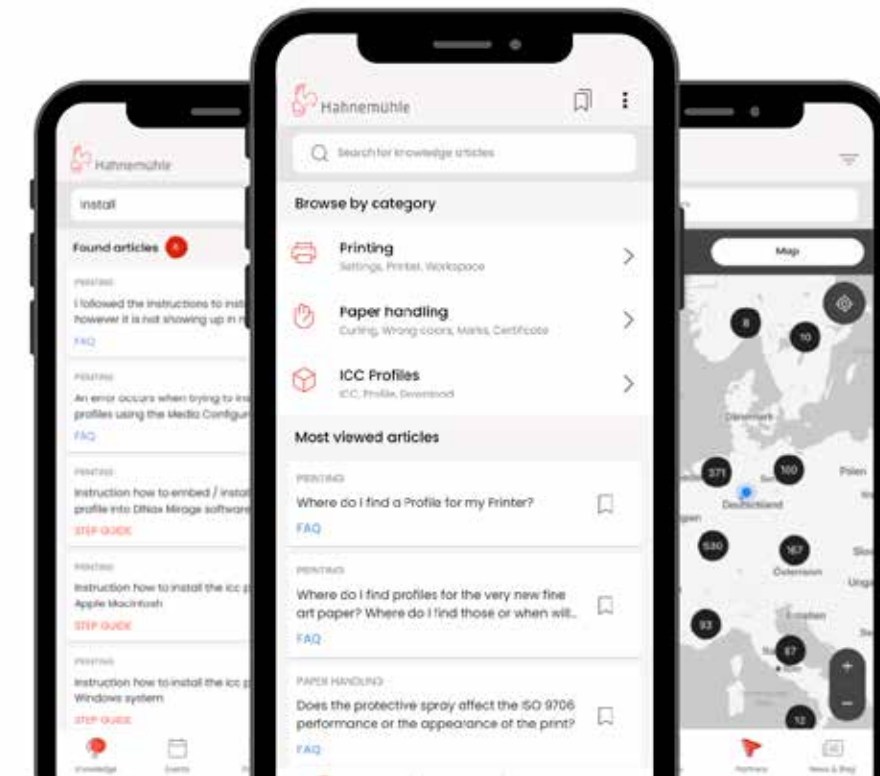 Hahnemühle
Install
Found articles
PRINTING
I followed the instructions to
however it is not showing up in
FAQ
PRINTING
An error occurs when trying to
profiles using the Media
FAQ
PRINTING
Instruction how to embed /
profile into Dinax Mirage software
STEP GUIDE
PRINTING
Instruction how to install the icc
Apple Macintosh
STEP GUIDE
PRINTING
Instruction how to install the icc
Windows system
STEP GUIDE
Knowledge
Events
Hahnemühle
Search for knowledge articles
Browse by category
Printing
Settings, Printer, Workspace
Paper handling
Curling, Wrong colors, Marks, Certificate
ICC Profiles
ICC, Profile, Download
Most viewed articles
PRINTING
Where do I find a Profile for my Printer?
FAQ
PRINTING
Where do I find profiles for the very new fine
art paper? Where do I find those or when will...
FAQ
PAPER HANDLING
Does the protective spray affect the ISO 9706
performance or the appearance of the print?
FAQ
Map
8
10
Dänemark
371
160
Polen
Deutschland
530
167
Österreich
93
87
+
−
12
Partners
News & Blog